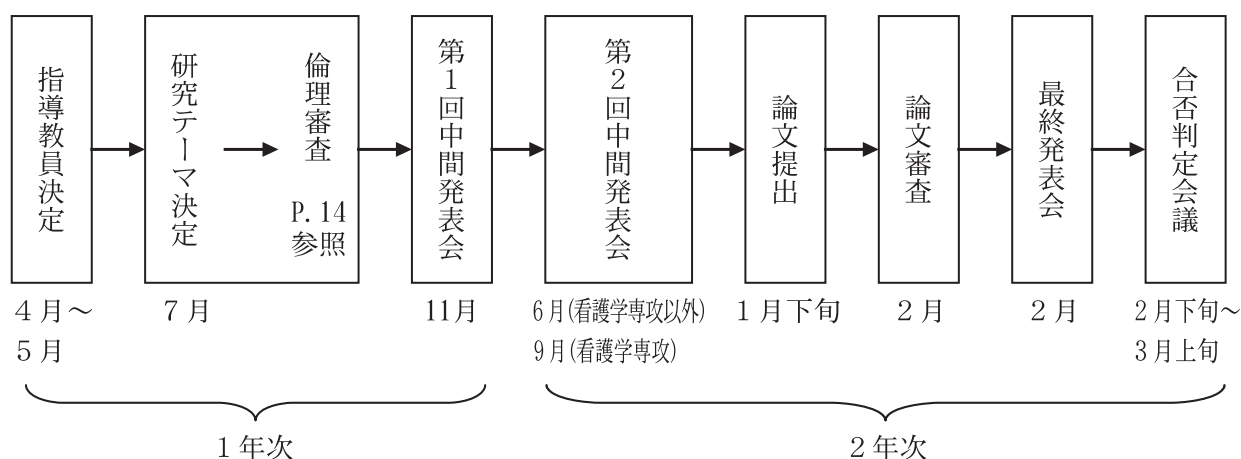 指導教員決定
研究テーマ決定
倫理審査
P.14
参照
第1回中間発表会
第2回中間発表会
論文提出
論文審査
最終発表会
合否判定会議
4月～
5月
7月
11月
6月(看護学専攻以外)
9月(看護学専攻)
1月下旬
2月
2月
2月下旬～
3月上旬
1年次
2年次